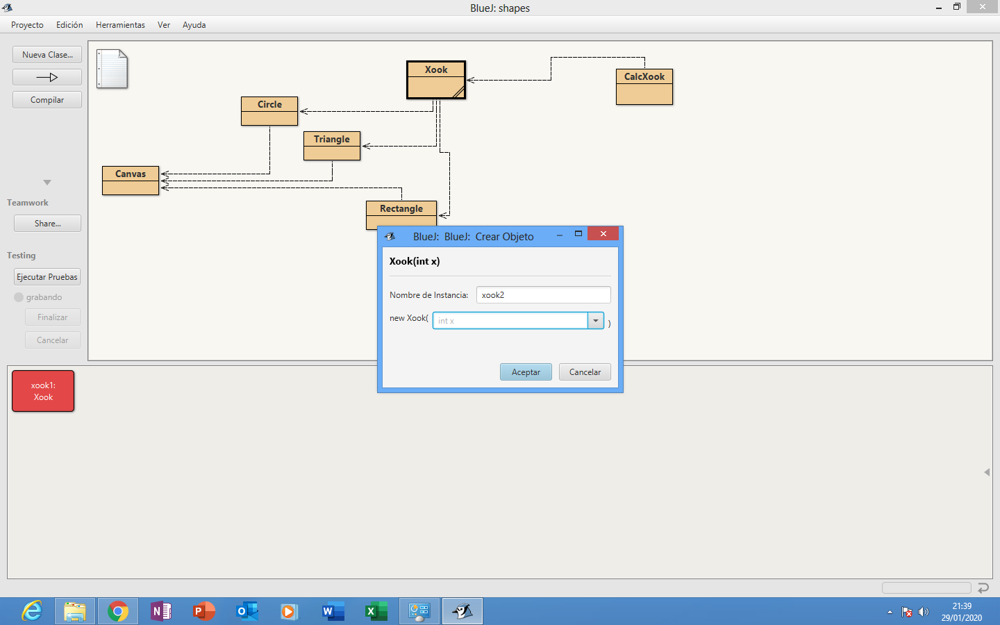 BlueJ: shapes
Proyecto Edición Herramientas Ver Ayuda
Nueva Clase...
Compilar
Teamwork
Share...
Testing
Ejecutar Pruebas
grabando
Finalizar
Cancelar
Xook
CalcXook
Circle
Triangle
Canvas
Rectangle
BlueJ: BlueJ: Crear Objeto
Xook(int x)
Nombre de Instancia: xook2
new Xook( int x )
Aceptar Cancelar
xook1:
Xook
21:39
29/01/2020